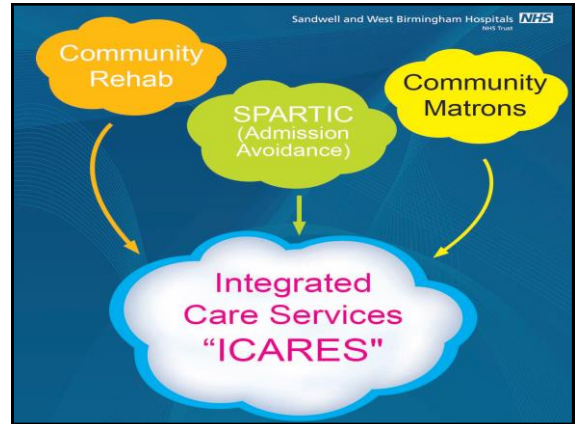 Sandwell and West Birmingham Hospitals NHS
NHS Trust
Community
Rehab
SPARTIC
(Admission
Avoidance)
Community
Matrons
Integrated
Care Services
“ICARES"